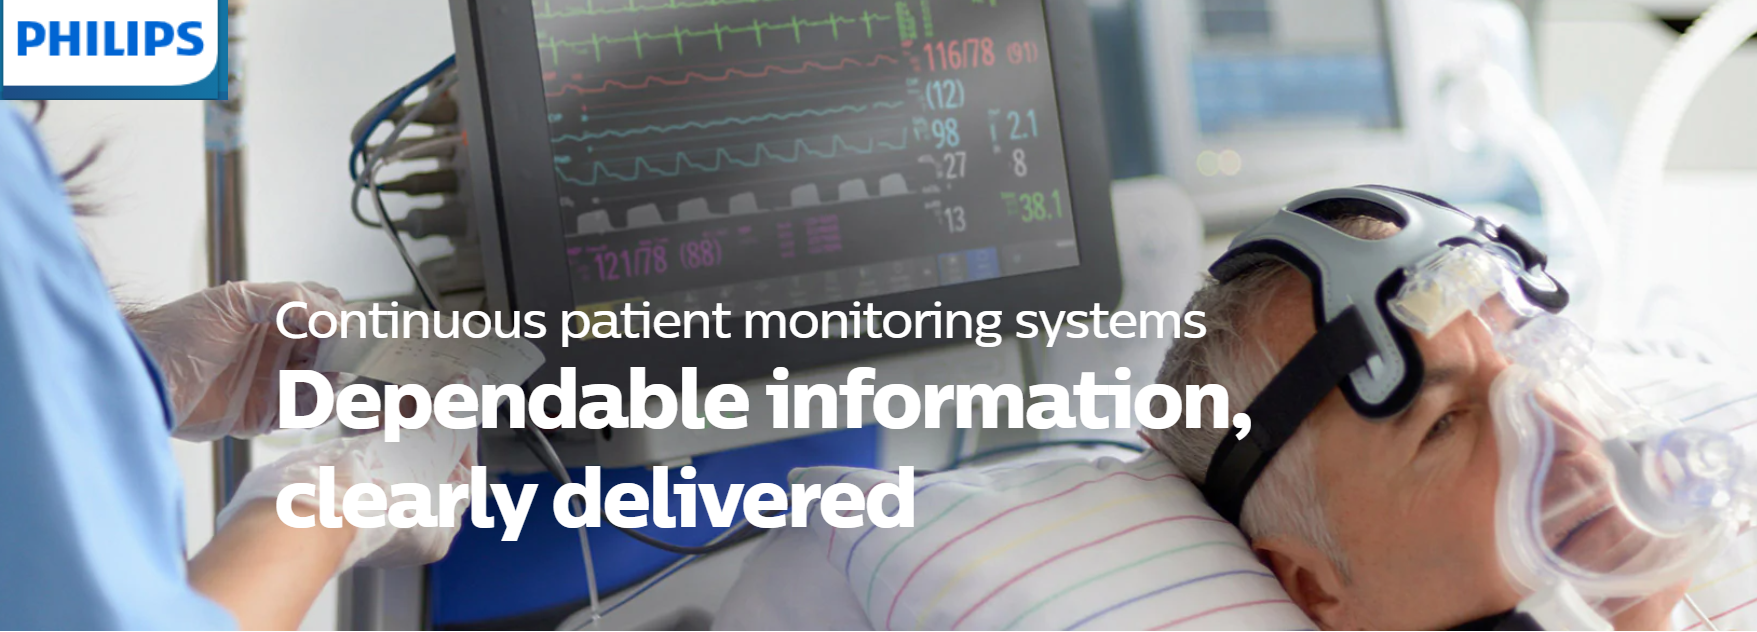 PHILIPS
116/78 (91)
(12)
98 2.1
27 8
13 38.1
121/78 (88)
Continuous patient monitoring systems
Dependable information,
clearly delivered